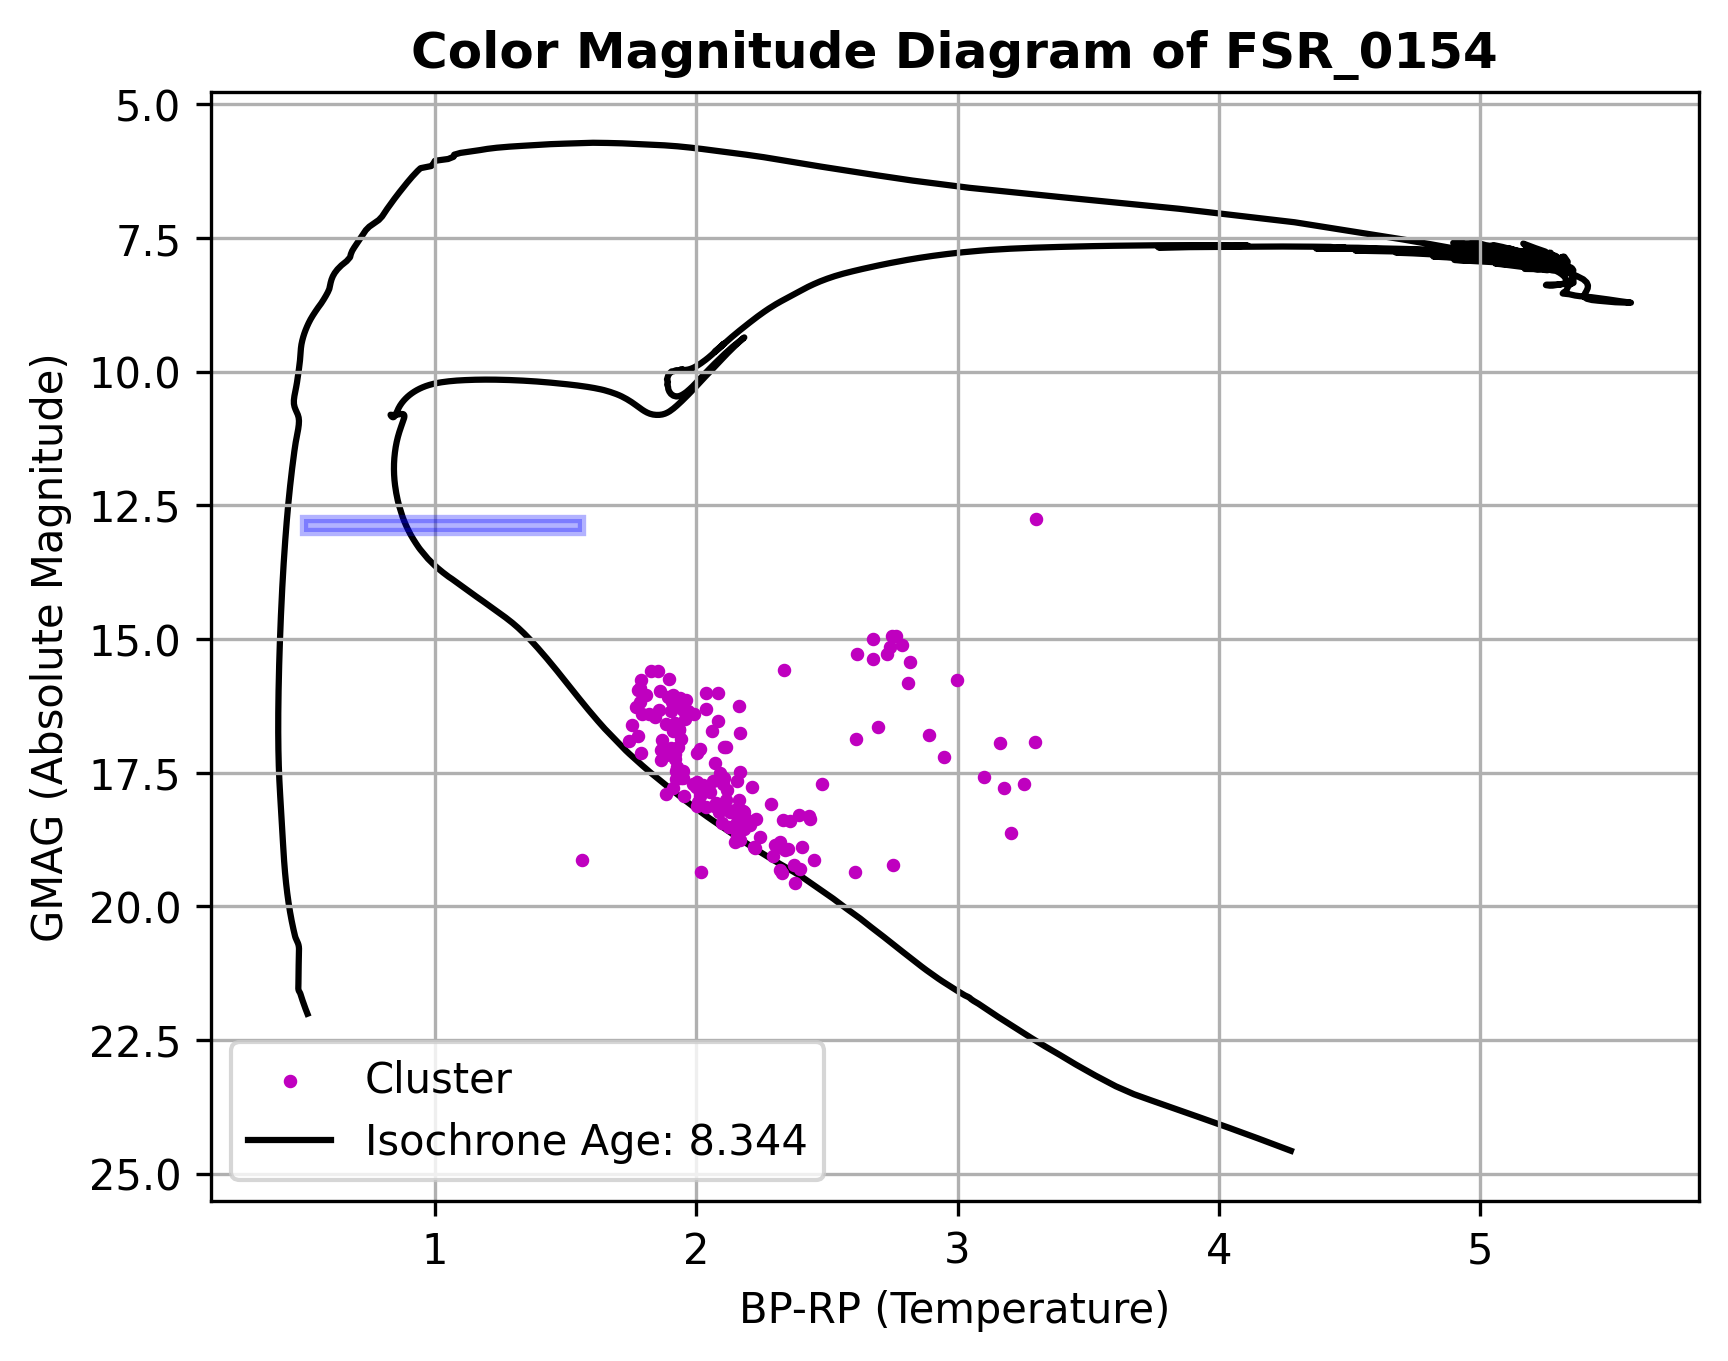 Color Magnitude Diagram of FSR_0154
GMAG (Absolute Magnitude)
5.0
7.5
10.0
12.5
15.0
17.5
20.0
22.5
25.0
Cluster
Isochrone Age: 8.344
1 2 3 4 5
BP-RP (Temperature)